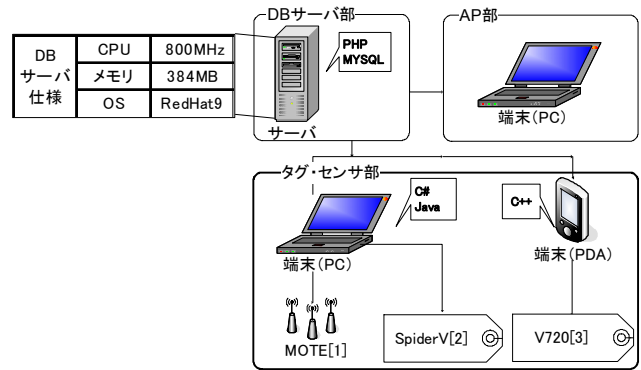 DBサーバ部
AP部
DB
サーバ
仕様
CPU
800MHz
メモリ
384MB
OS
RedHat9
PHP
MYSQL
サーバ
端末(PC)
タグ・センサ部
C#
Java
C++
端末(PC)
端末(PDA)
MOTE[1]
SpiderV[2]
V720[3]